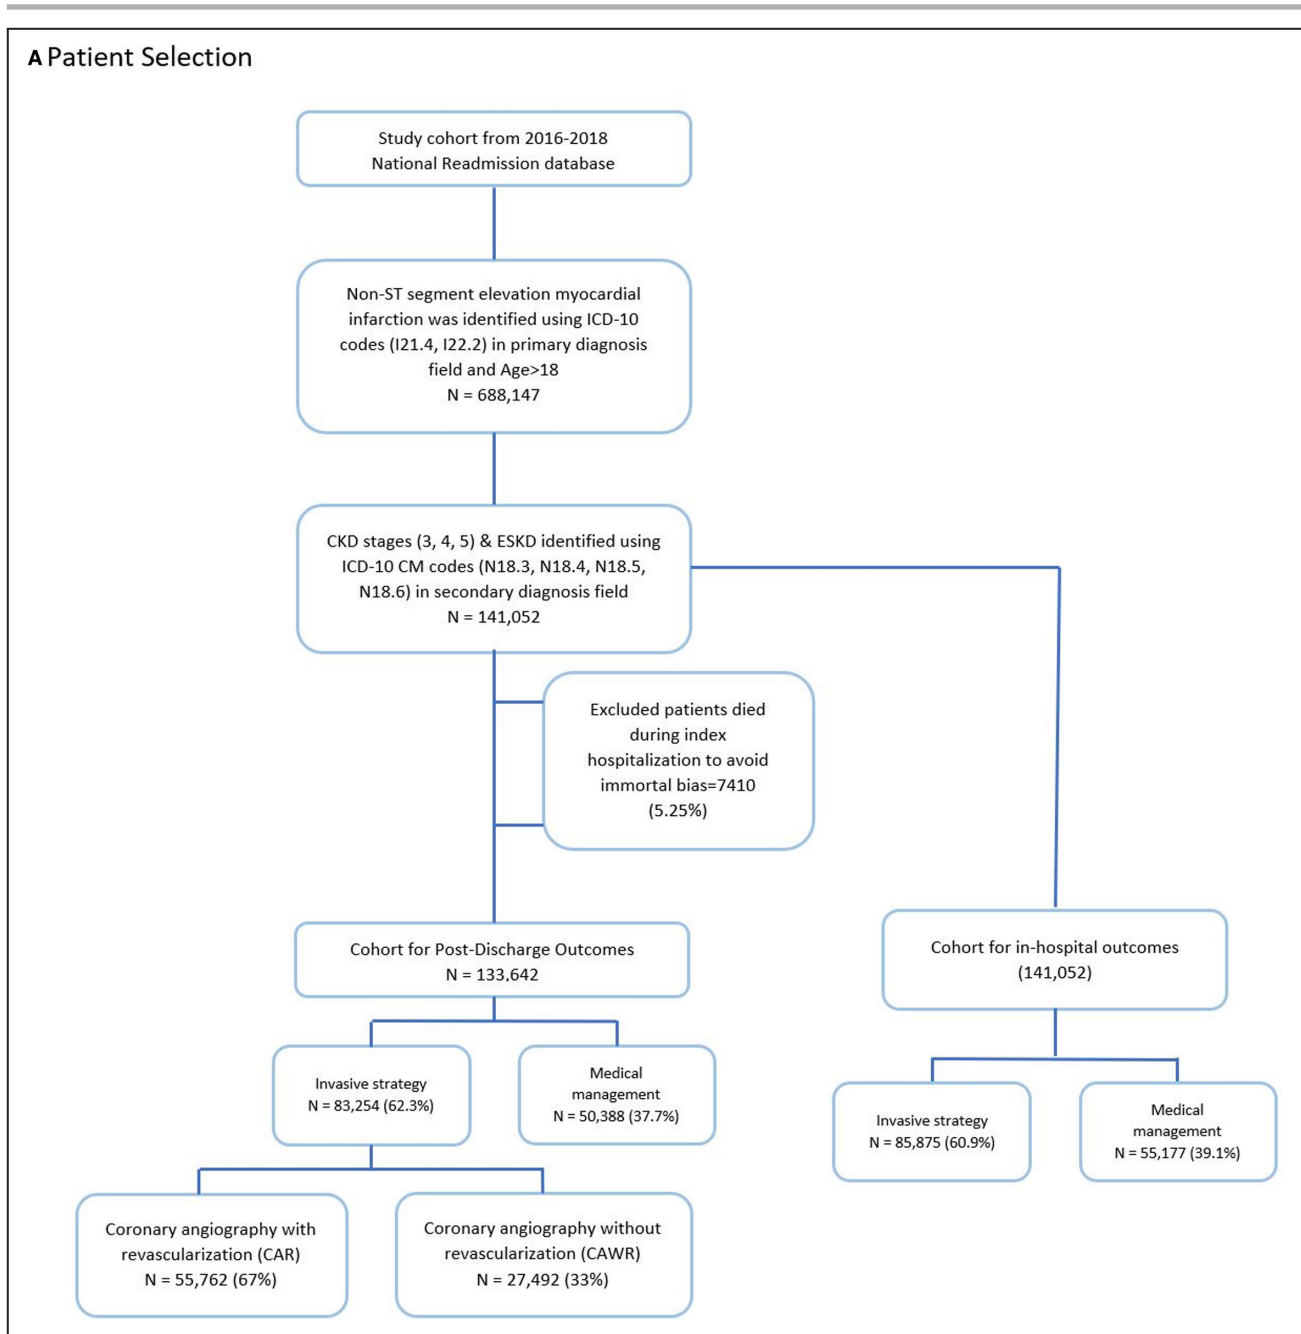 A Patient Selection
Study cohort from 2016-2018
National Readmission database
Non-ST segment elevation myocardial
infarction was identified using ICD-10
codes (I21.4, I22.2) in primary diagnosis
field and Age>18
N = 688,147
CKD stages (3, 4, 5) & ESKD identified using
ICD-10 CM codes (N18.3, N18.4, N18.5,
N18.6) in secondary diagnosis field
N = 141,052
Excluded patients died
during index
hospitalization to avoid
immortal bias=7410
(5.25%)
Cohort for Post-Discharge Outcomes
N = 133,642
Cohort for in-hospital outcomes
(141,052)
Invasive strategy
N = 83,254 (62.3%)
Medical
management
N = 50,388 (37.7%)
Invasive strategy
N = 85,875 (60.9%)
Medical
management
N = 55,177 (39.1%)
Coronary angiography with
revascularization (CAR)
N = 55,762 (67%)
Coronary angiography without
revascularization (CAWR)
N = 27,492 (33%)